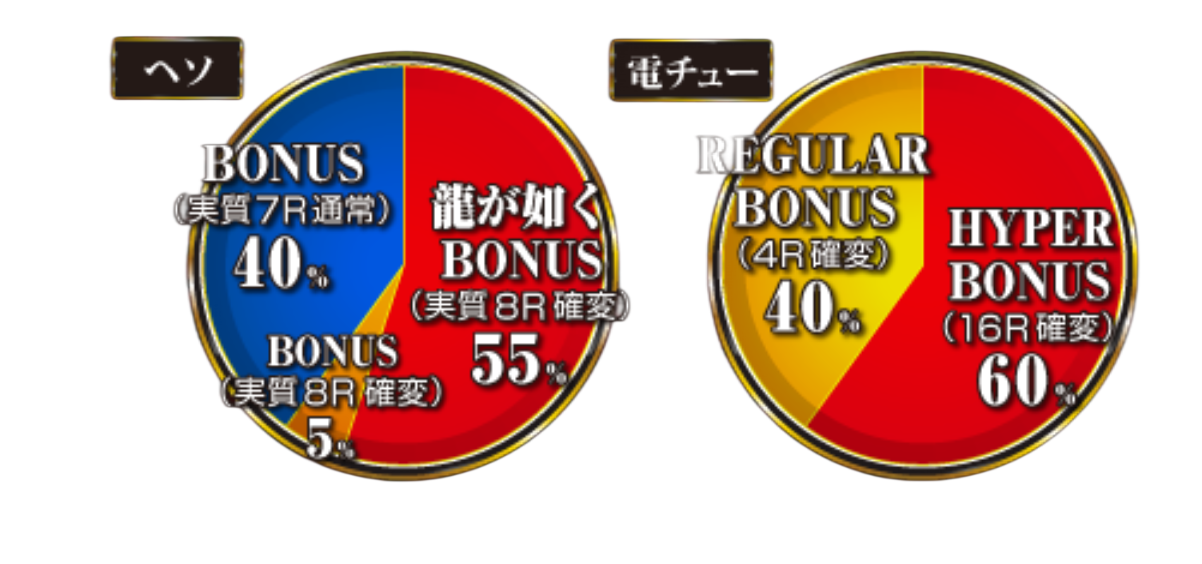 ヘソ
BONUS
(実質7R通常)
40%
龍が如く
BONUS
(実質8R確変)
55%
BONUS
(実質8R確変)
5%
電チュー
REGULAR
BONUS
(4R確変)
40%
HYPER
BONUS
(16R確変)
60%